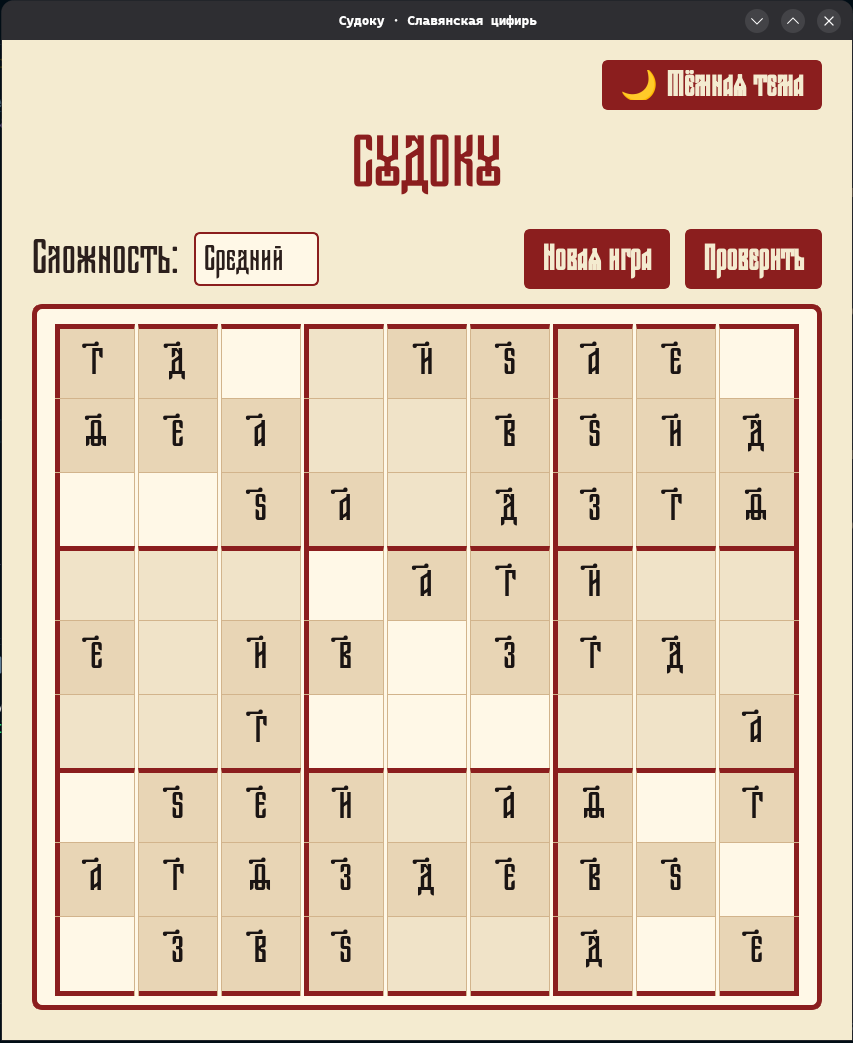 Судоку · Славянская цифирь
Тёмная тема
Судоку
Сложность: Средний Новая игра Проверить
г҃ д҃ и҃ ѕ҃ а҃ є҃
ѳ҃ є҃ а҃ в҃ ѕ҃ и҃ д҃
ѕ҃ а҃ д҃ з҃ г҃ ѳ҃
а҃ г҃ и҃
є҃ и҃ в҃ з҃ г҃ д҃
г҃ а҃
ѕ҃ є҃ и҃ а҃ ѳ҃ г҃
а҃ г҃ ѳ҃ з҃ д҃ є҃ в҃ ѕ҃
з҃ в҃ ѕ҃ д҃ є҃